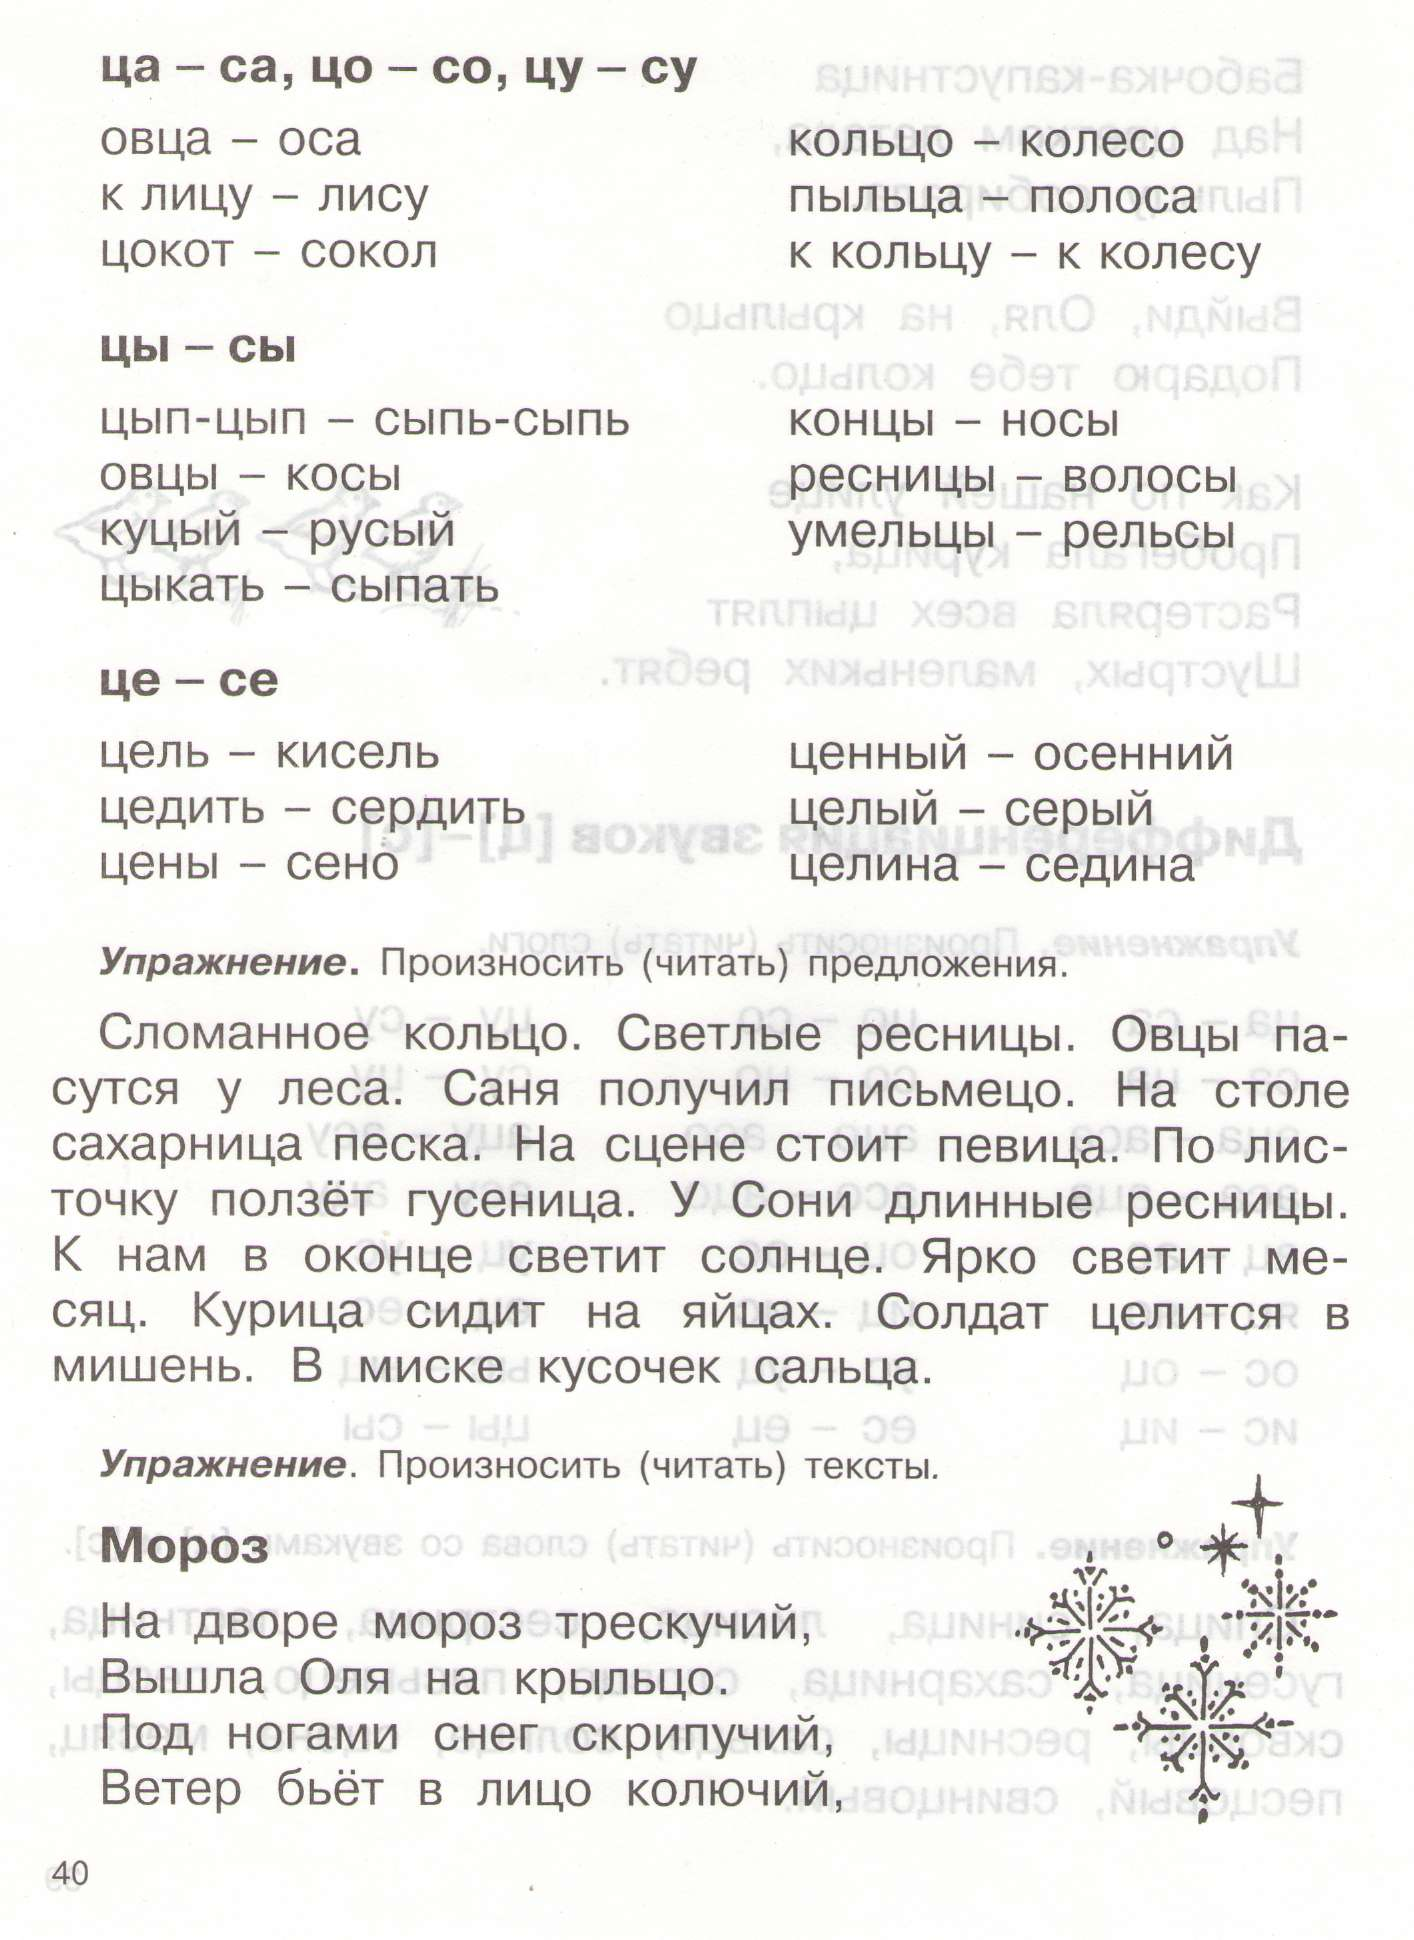 ца – са, цо – со, цу – су
овца – оса
к лицу – лису
цокот – сокол
кольцо – колесо
пыльца – полоса
к кольцу – к колесу
цы – сы
цып-цып – сыпь-сыпь
овцы – косы
куцый – русый
цыкать – сыпать
концы – носы
ресницы – волосы
умельцы – рельсы
це – се
цель – кисель
цедить – сердить
цены – сено
ценный – осенний
целый – серый
целина – седина
Упражнение. Произносить (читать) предложения.
Сломанное кольцо. Светлые ресницы. Овцы па-
сутся у леса. Саня получил письмецо. На столе
сахарница песка. На сцене стоит певица. По лис-
точку ползёт гусеница. У Сони длинные ресницы.
К нам в оконце светит солнце. Ярко светит ме-
сяц. Курица сидит на яйцах. Солдат целится в
мишень. В миске кусочек сальца.
Упражнение. Произносить (читать) тексты.
Мороз
На дворе мороз трескучий,
Вышла Оля на крыльцо.
Под ногами снег скрипучий,
Ветер бьёт в лицо колючий,
40